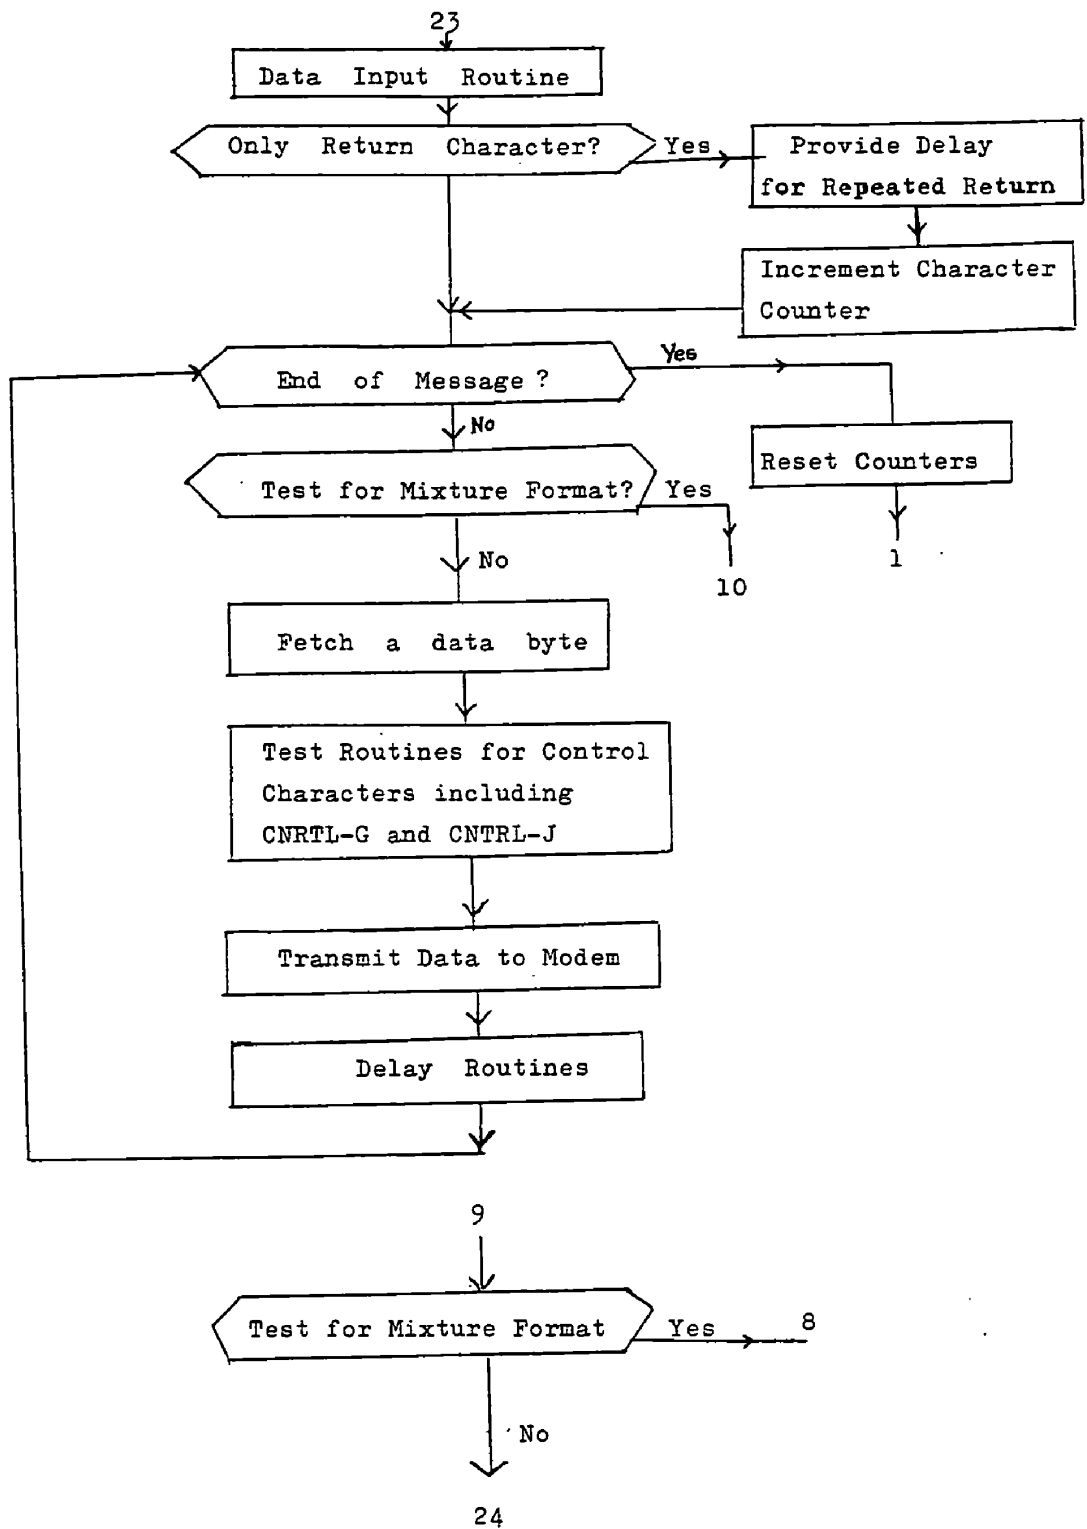 23
Data Input Routine
Only Return Character?
Yes
Provide Delay
for Repeated Return
Increment Character
Counter
End of Message?
Yes
No
Reset Counters
1
Test for Mixture Format?
Yes
10
No
Fetch a data byte
Test Routines for Control
Characters including
CNRTL-G and CNTRL-J
Transmit Data to Modem
Delay Routines
9
Test for Mixture Format
Yes
8
No
24